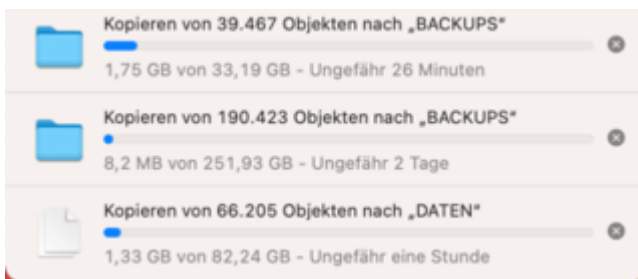 Kopieren von 39.467 Objekten nach „BACKUPS“
1,75 GB von 33,19 GB – Ungefähr 26 Minuten
Kopieren von 190.423 Objekten nach „BACKUPS“
8,2 MB von 251,93 GB – Ungefähr 2 Tage
Kopieren von 66.205 Objekten nach „DATEN“
1,33 GB von 82,24 GB – Ungefähr eine Stunde